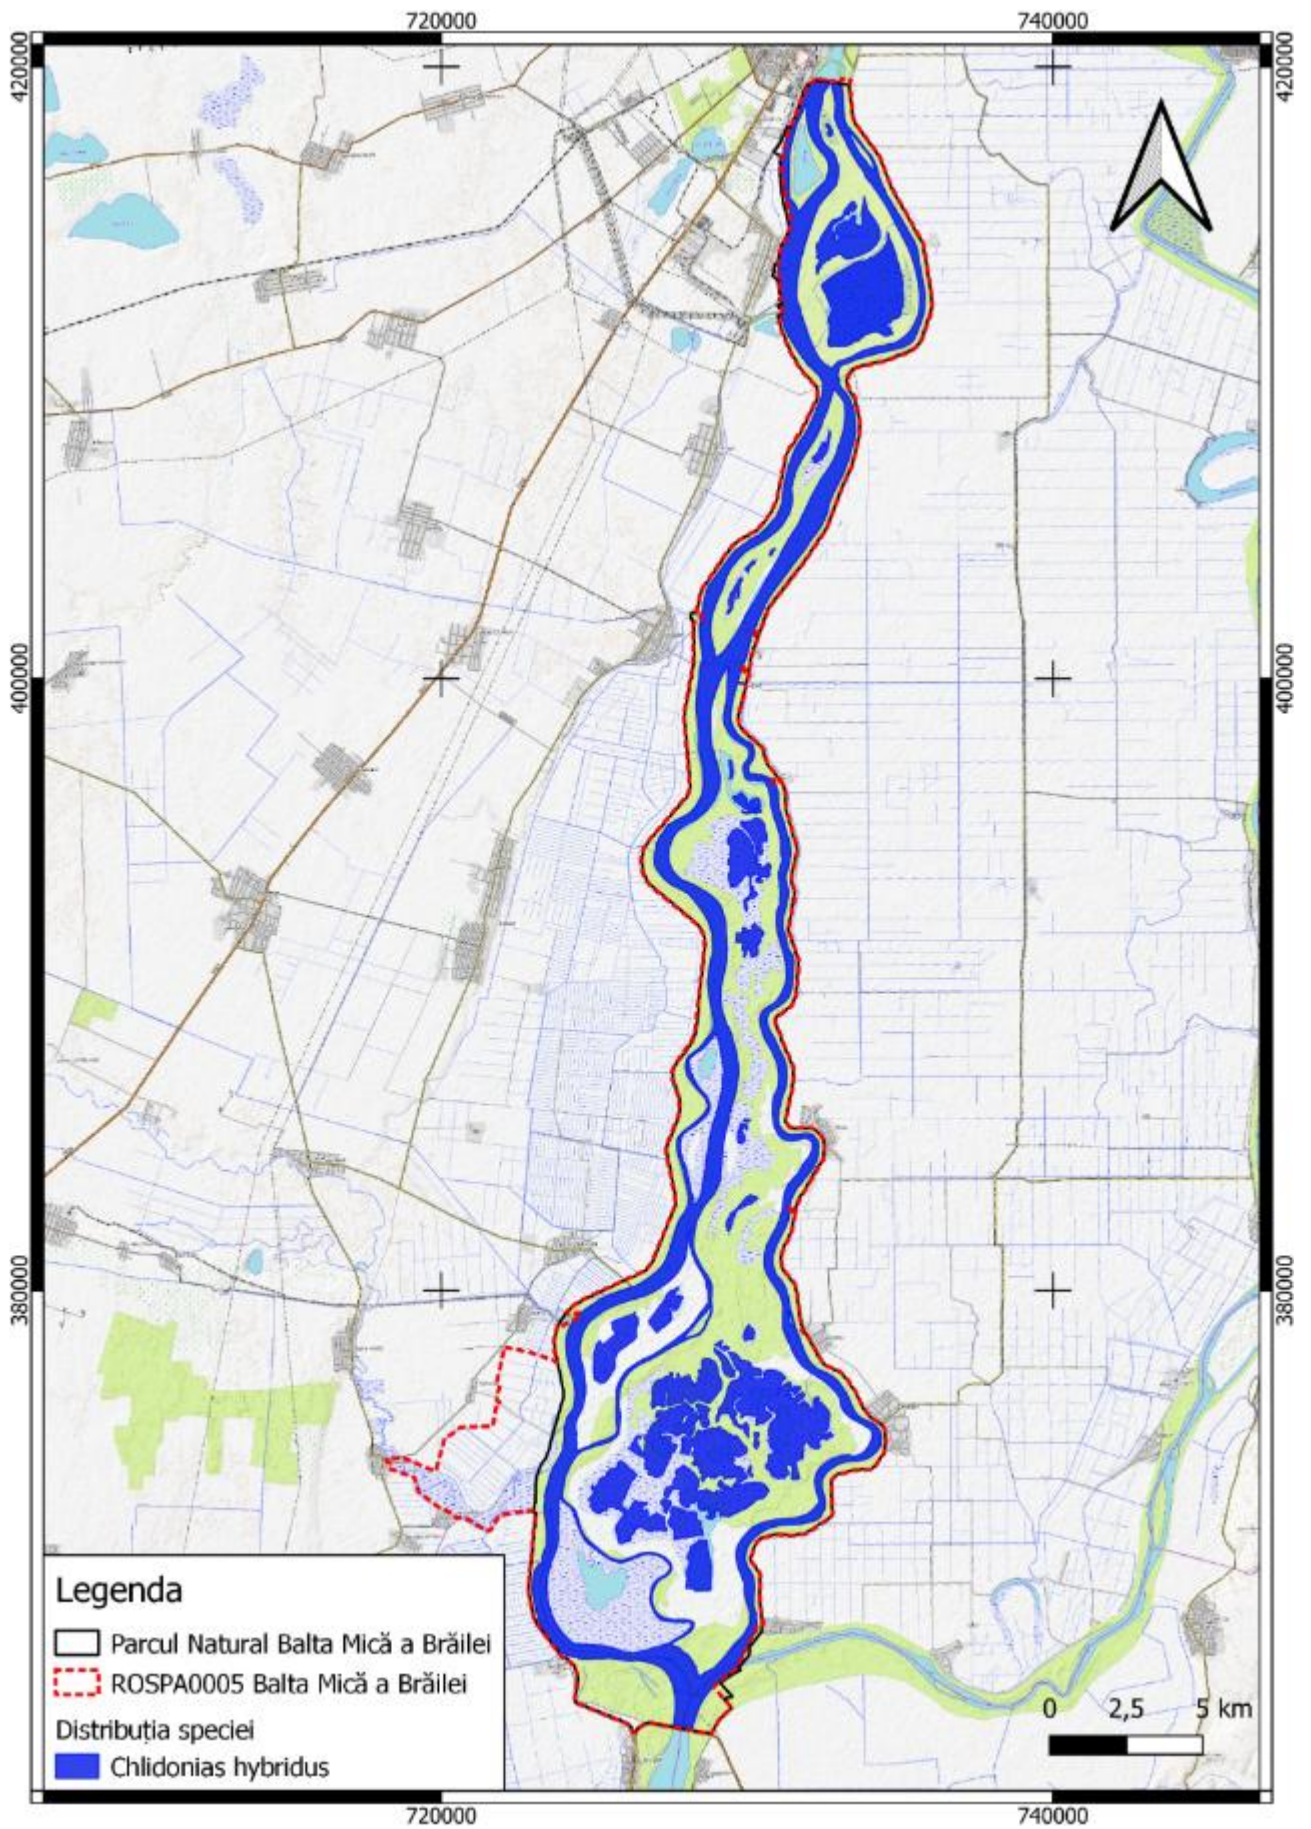 720000
740000
420000
420000
400000
400000
380000
380000
Legenda
Parcul Natural Balta Mică a Brăilei
ROSPA0005 Balta Mică a Brăilei
Distribuția speciei
Chlidonias hybridus
0 2,5 5 km
720000
740000